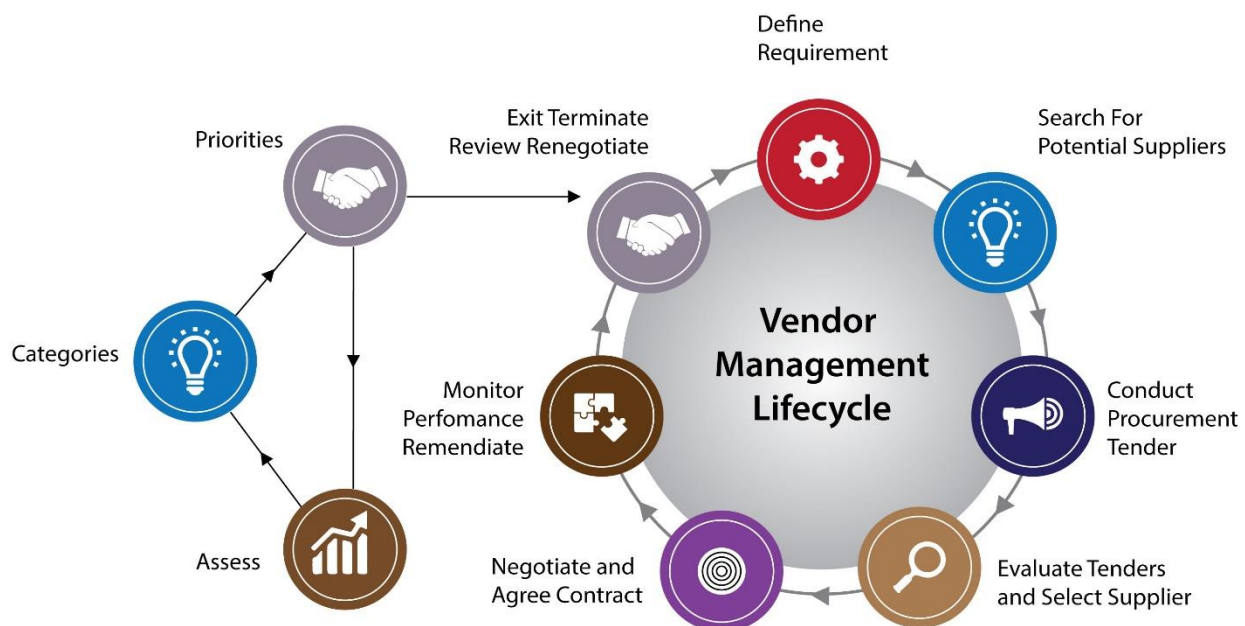 Define
Requirement
Search For
Potential Suppliers
Exit Terminate
Review Renegotiate
Priorities
Vendor
Management
Lifecycle
Categories
Monitor
Perfomance
Remendiate
Conduct
Procurement
Tender
Assess
Negotiate and
Agree Contract
Evaluate Tenders
and Select Supplier